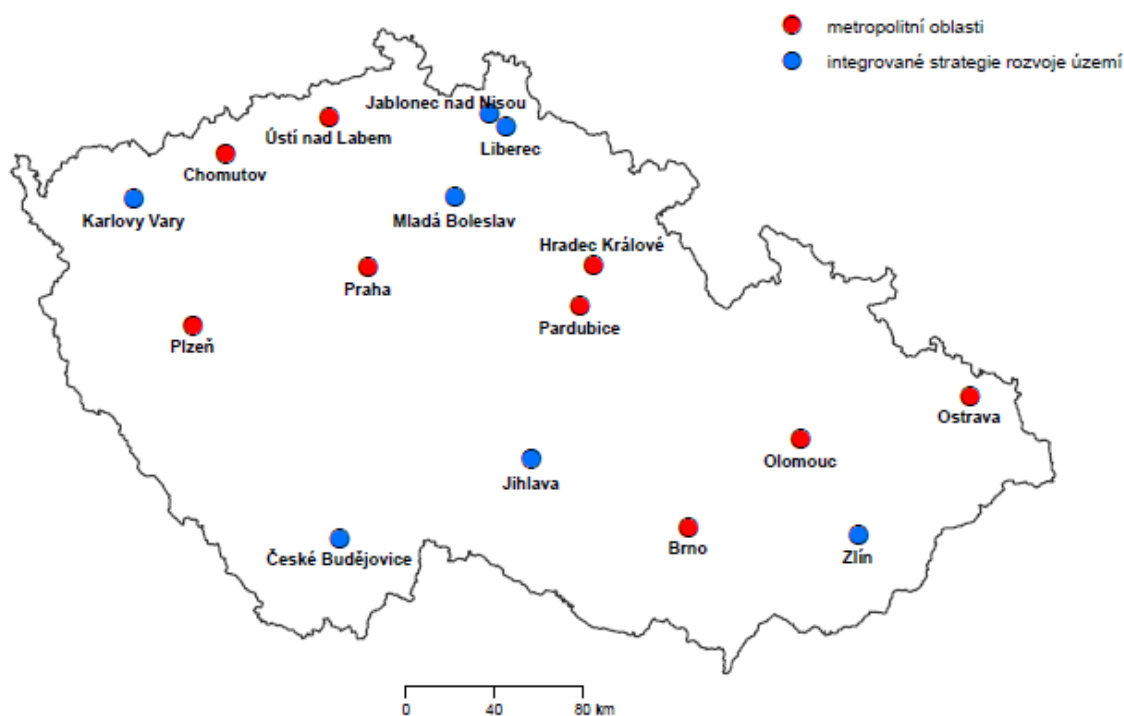 metropolitní oblasti
integrované strategie rozvoje území
Jablonec nad Nisou
Ústí nad Labem
Liberec
Chomutov
Karlovy Vary
Mladá Boleslav
Hradec Králové
Praha
Pardubice
Plzeň
Ostrava
Olomouc
Jihlava
Brno
Zlín
České Budějovice
0 40 80 km